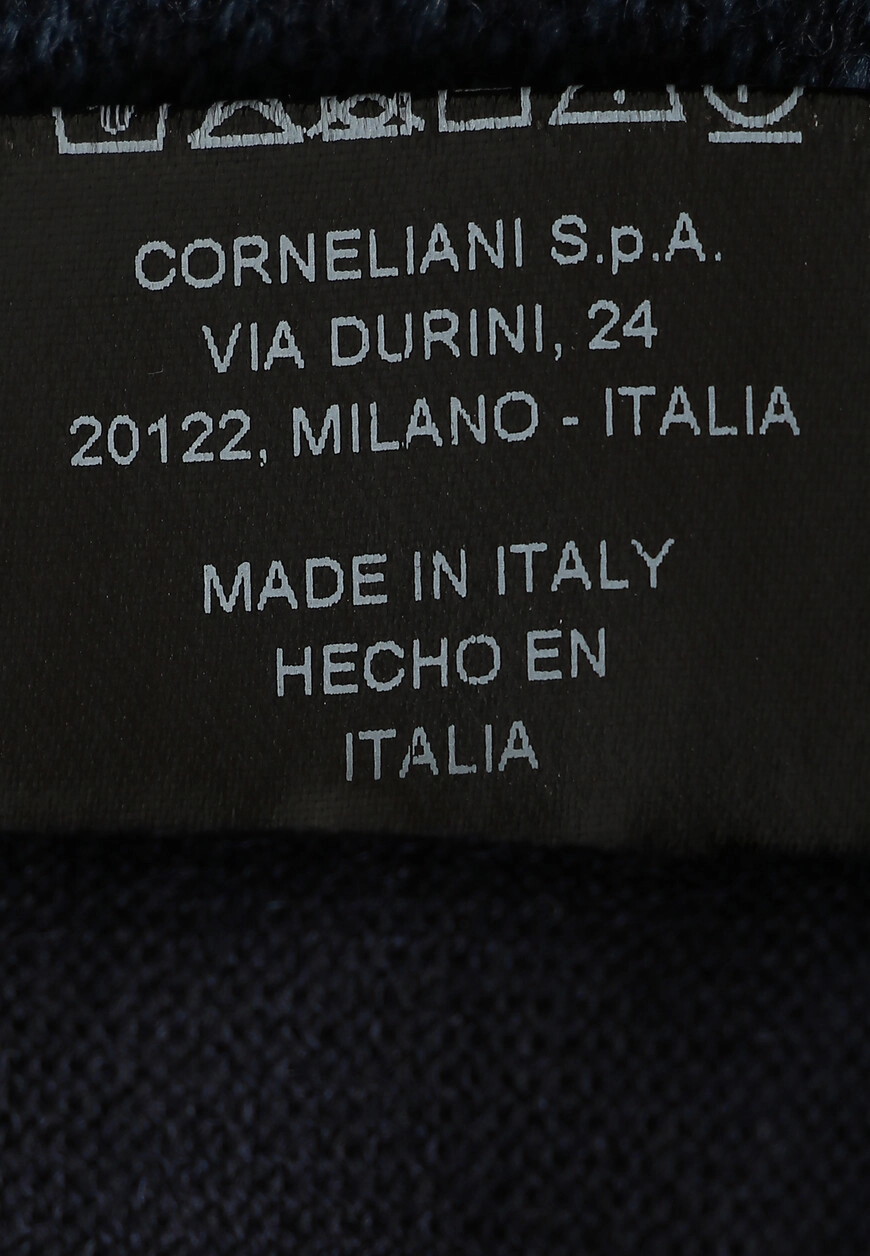 CORNELIANI S.p.A.
VIA DURINI, 24
20122, MILANO - ITALIA
MADE IN ITALY
HECHO EN
ITALIA